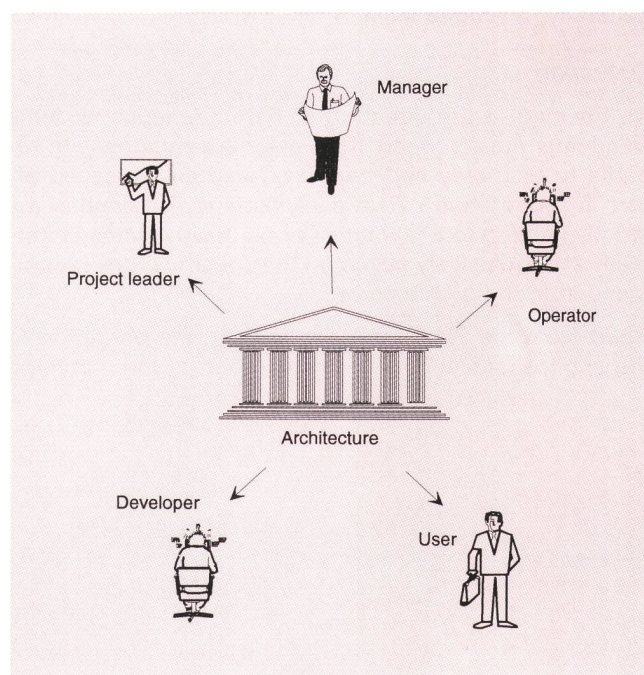 Manager
Project leader
Operator
Architecture
Developer
User